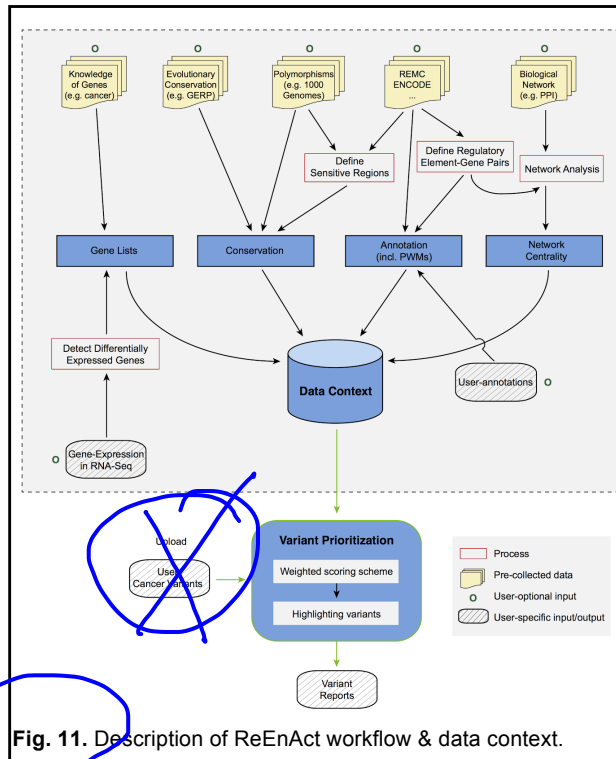 O O O O O
Knowledge
of Genes
(e.g. cancer)
Evolutionary
Conservation
(e.g. GERP)
Polymorphisms
(e.g. 1000
Genomes)
REMC
ENCODE
...
Biological
Network
(e.g. PPI)
Define
Sensitive Regions
Define Regulatory
Element-Gene Pairs
Network Analysis
Gene Lists
Conservation
Annotation
(incl. PWMs)
Network
Centrality
Detect Differentially
Expressed Genes
Data Context
User-annotations O
O Gene-Expression
in RNA-Seq
Upload
User
Cancer Variants
Variant Prioritization
Weighted scoring scheme
Highlighting variants
Variant
Reports
Process
Pre-collected data
O User-optional input
User-specific input/output
Fig. 11. Description of ReEnAct workflow & data context.